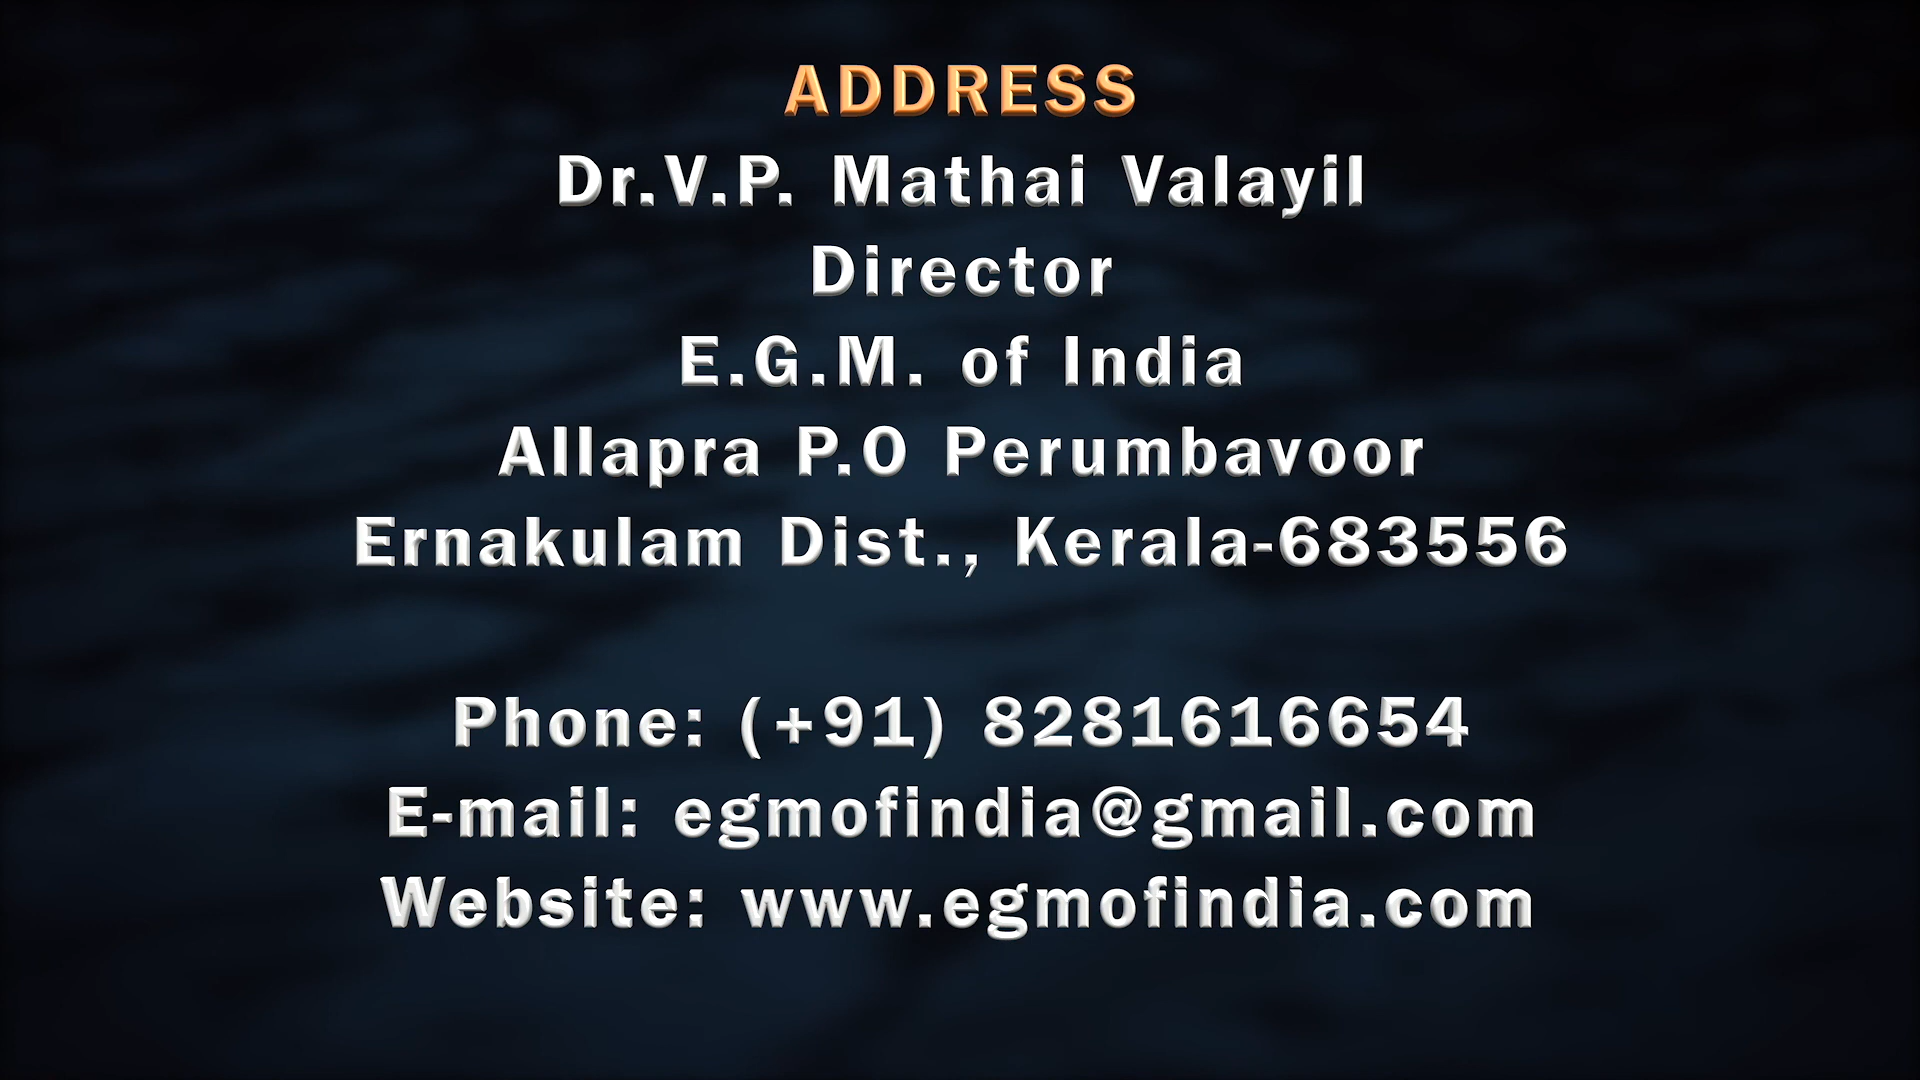 ADDRESS
Dr.V.P. Mathai Valayil
Director
E.G.M. of India
Allapra P.O Perumbavoor
Ernakulam Dist., Kerala-683556
Phone: (+91) 8281616654
E-mail: egmofindia@gmail.com
Website: www.egmofindia.com